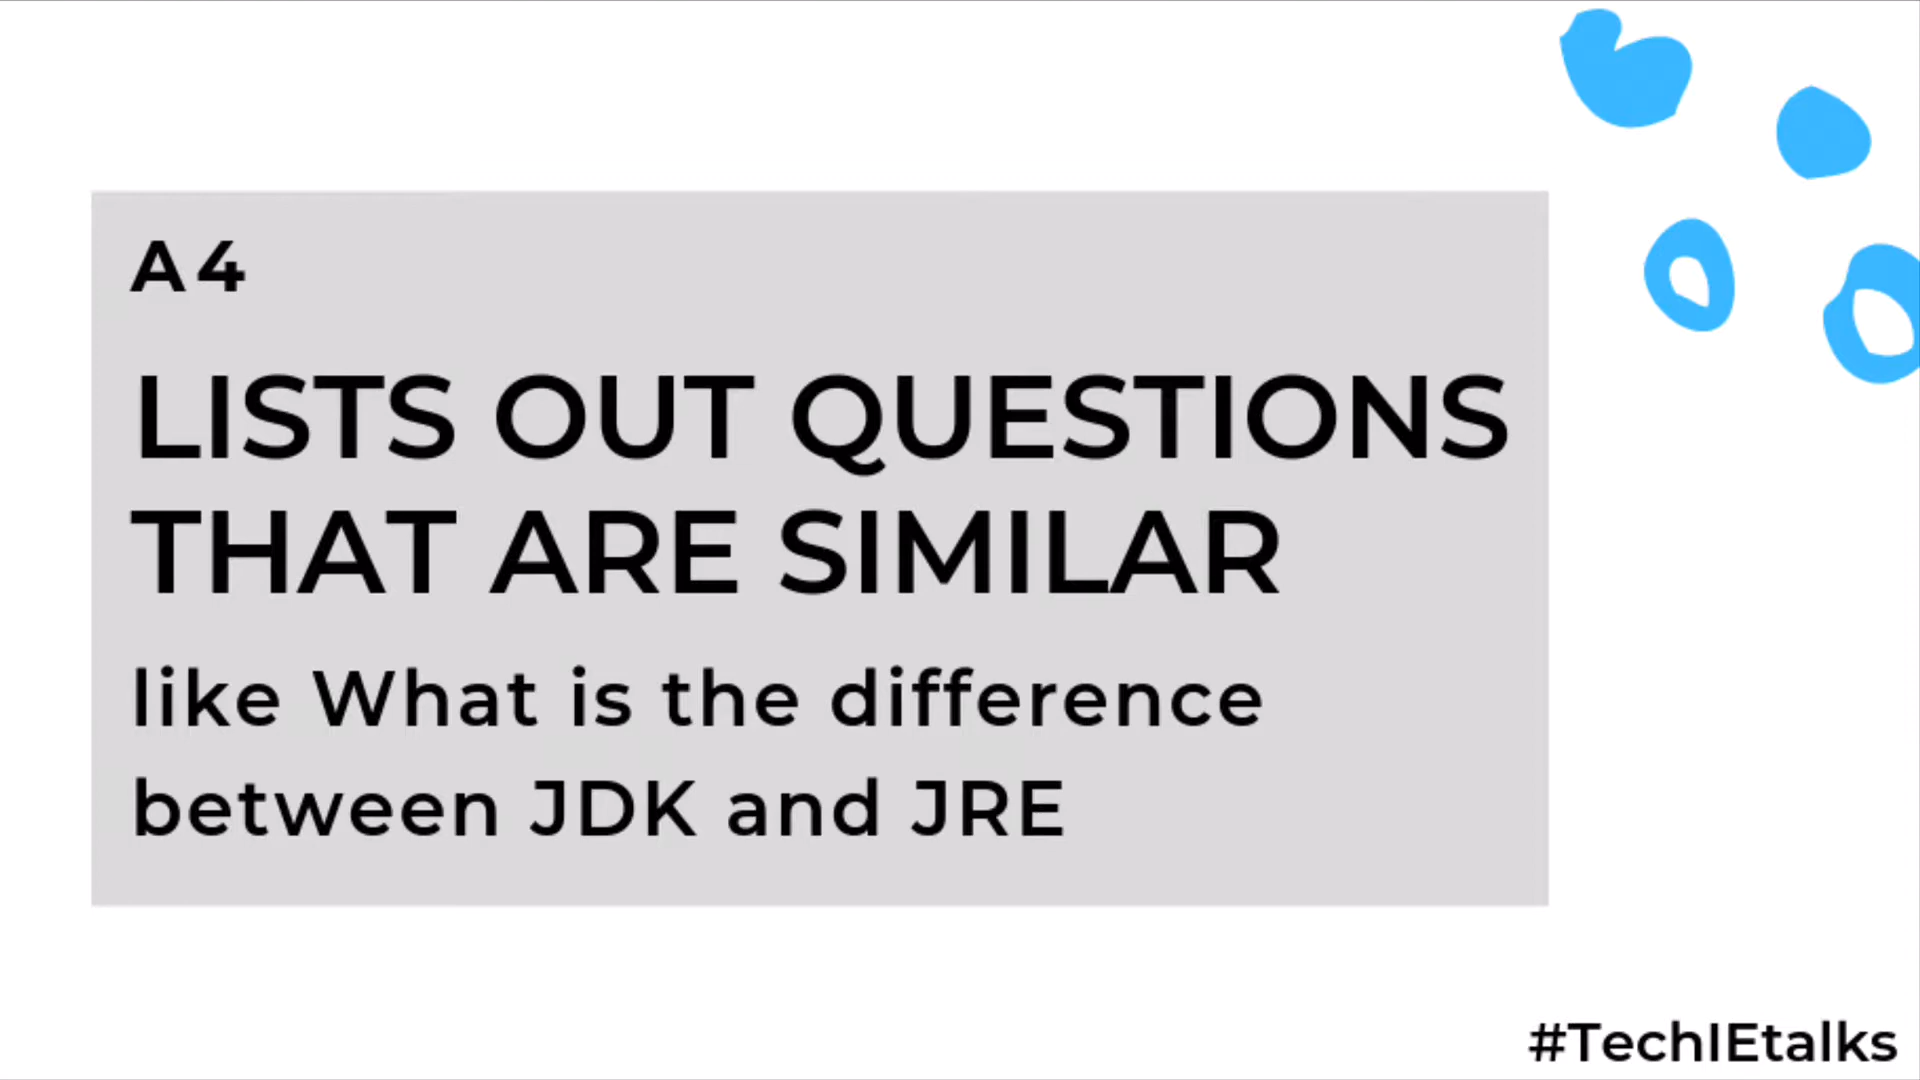 A4
LISTS OUT QUESTIONS
THAT ARE SIMILAR
like What is the difference
between JDK and JRE
#TechIEtalks